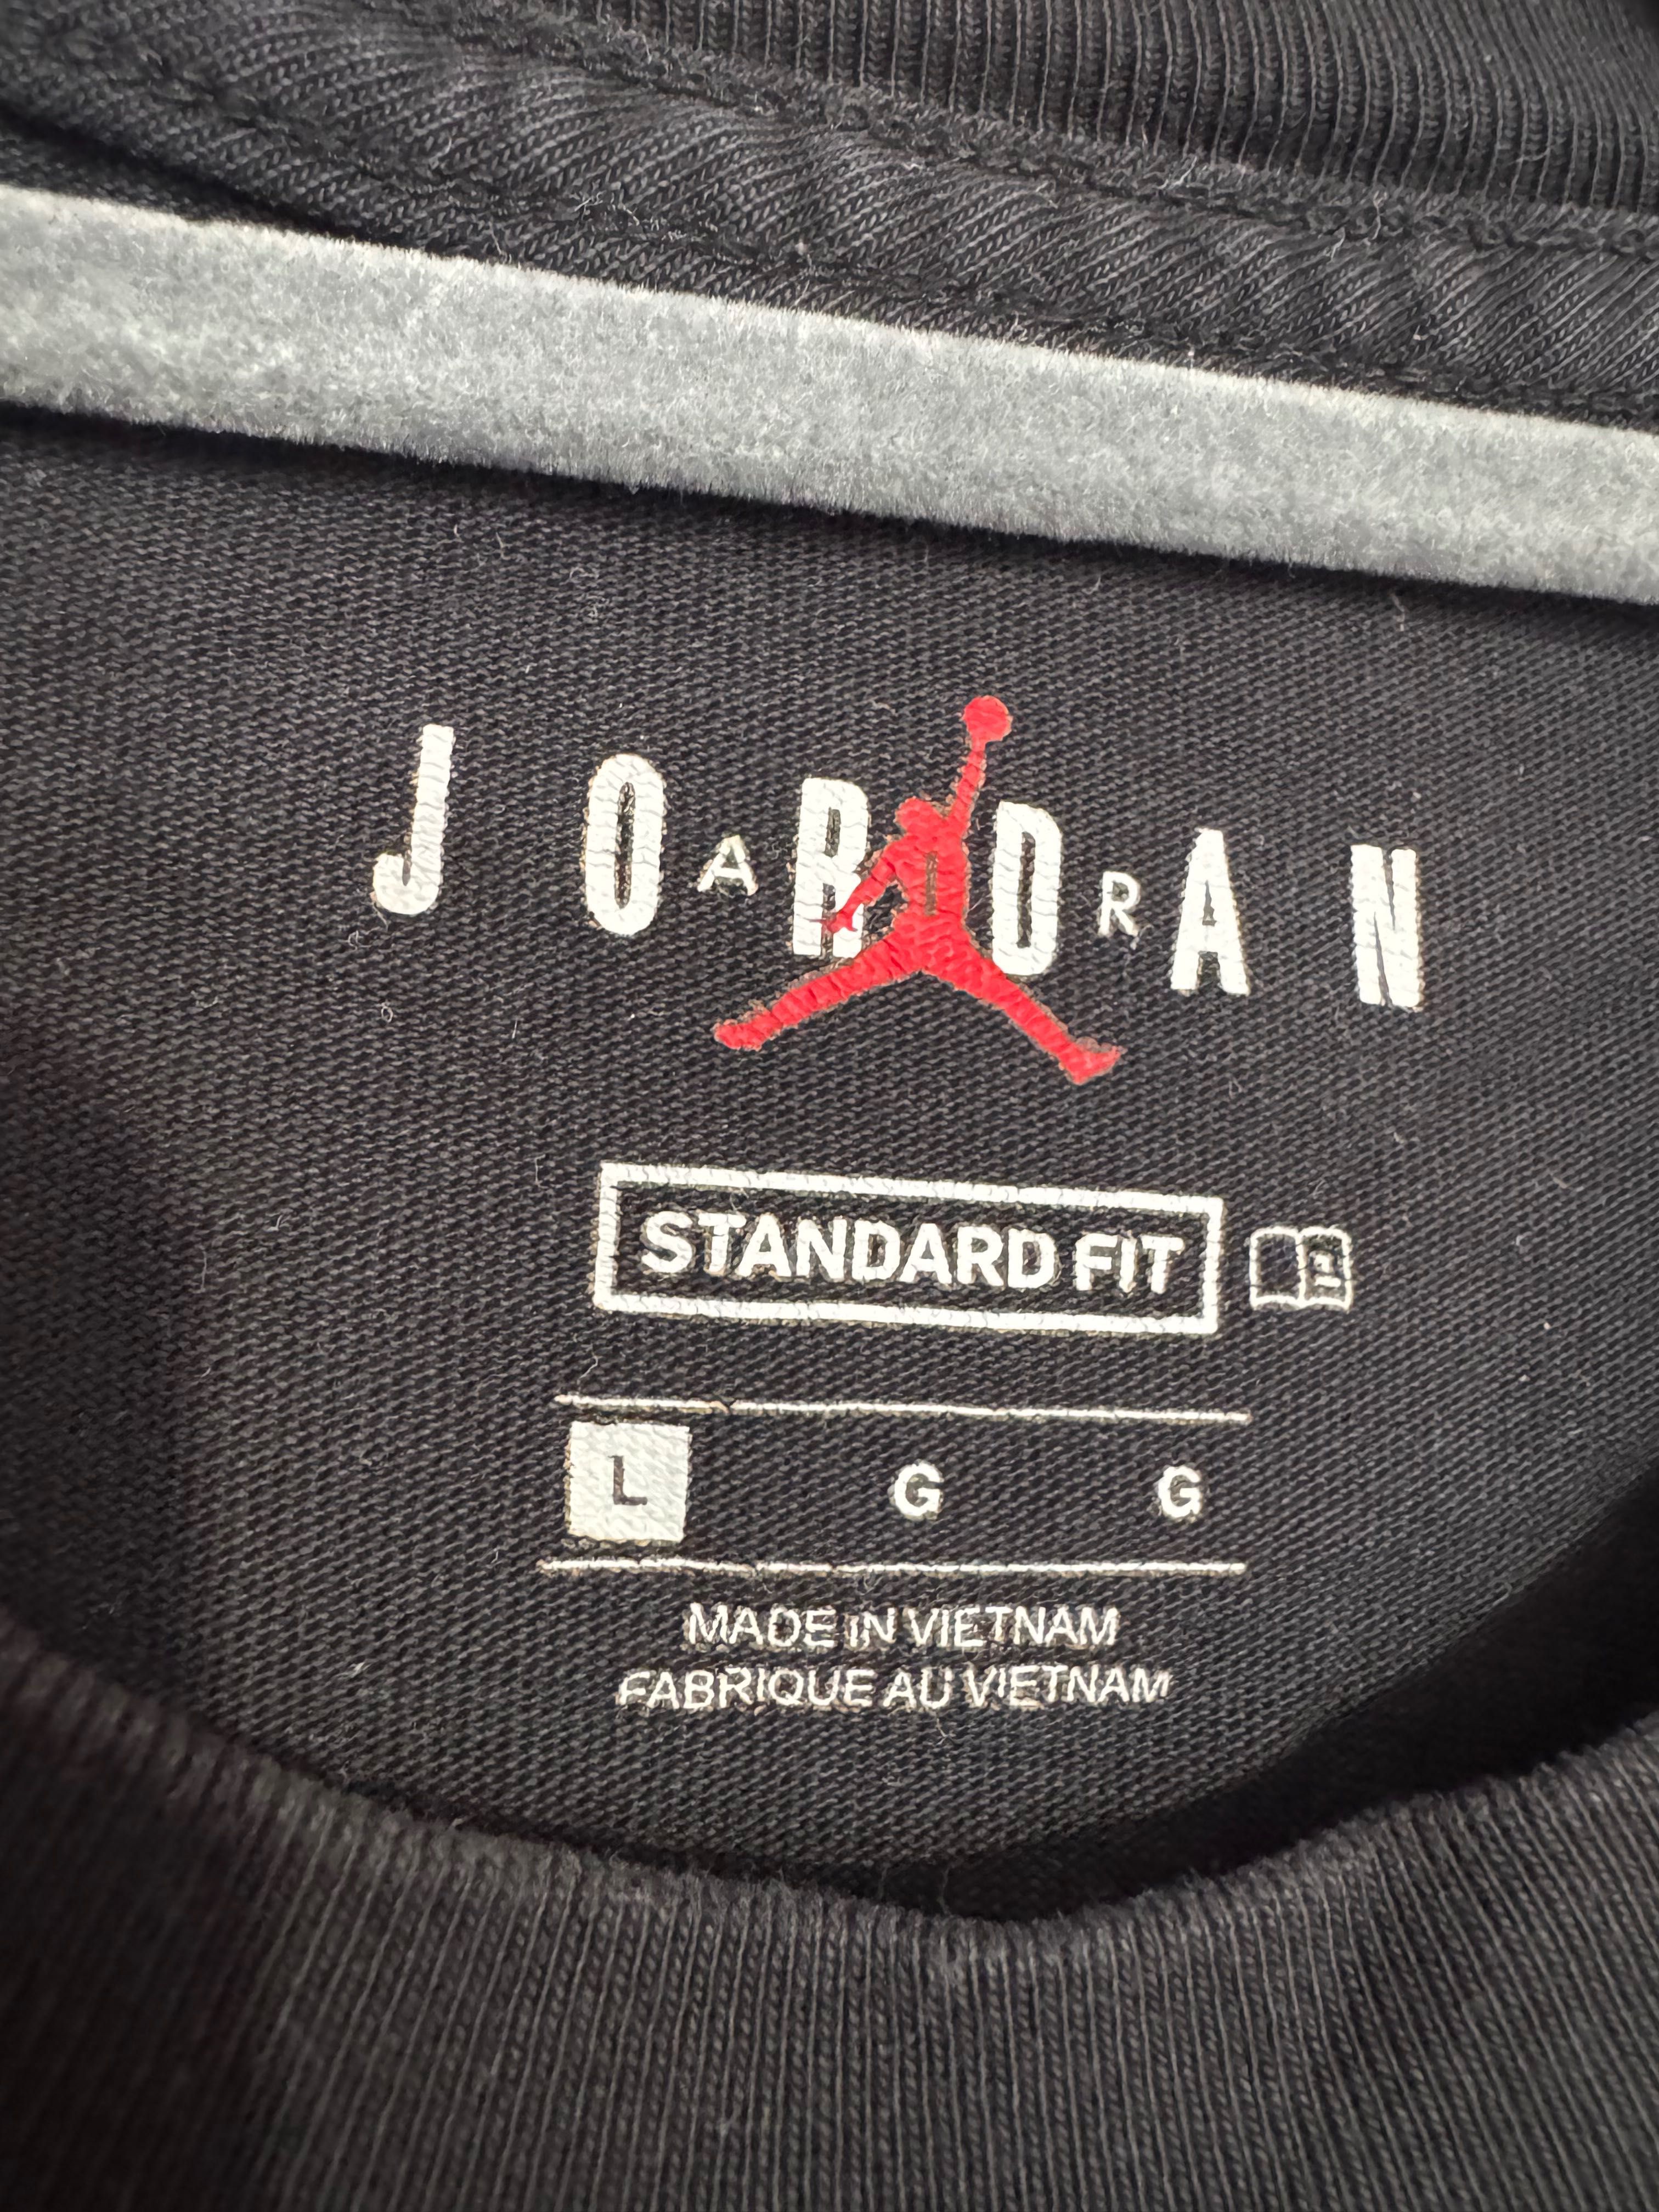 JORDAN
AIR
STANDARD FIT
L G G
MADE IN VIETNAM
FABRIQUE AU VIETNAM